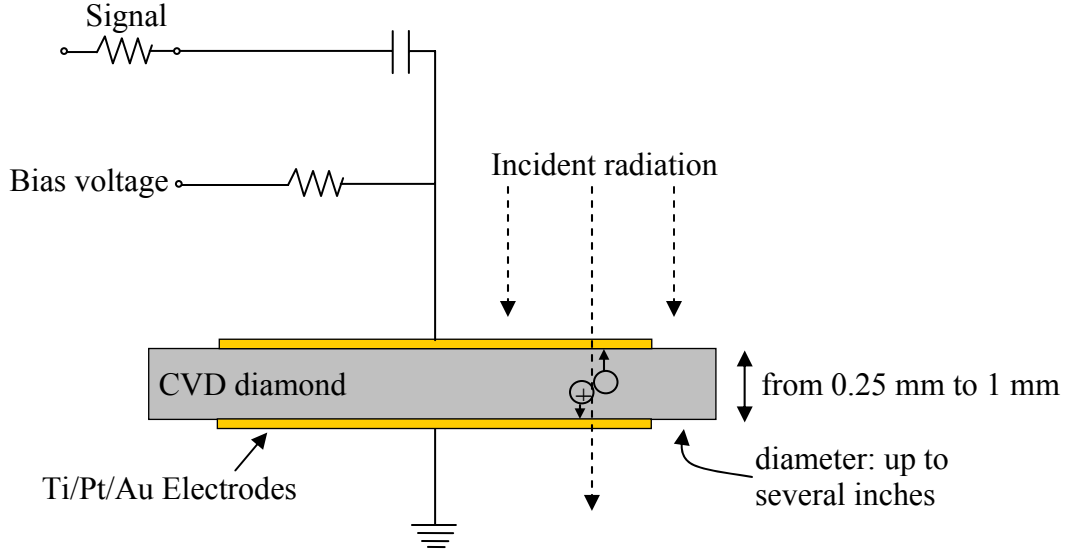 Signal
Incident radiation
Bias voltage
CVD diamond
from 0.25 mm to 1 mm
Ti/Pt/Au Electrodes
diameter: up to
several inches